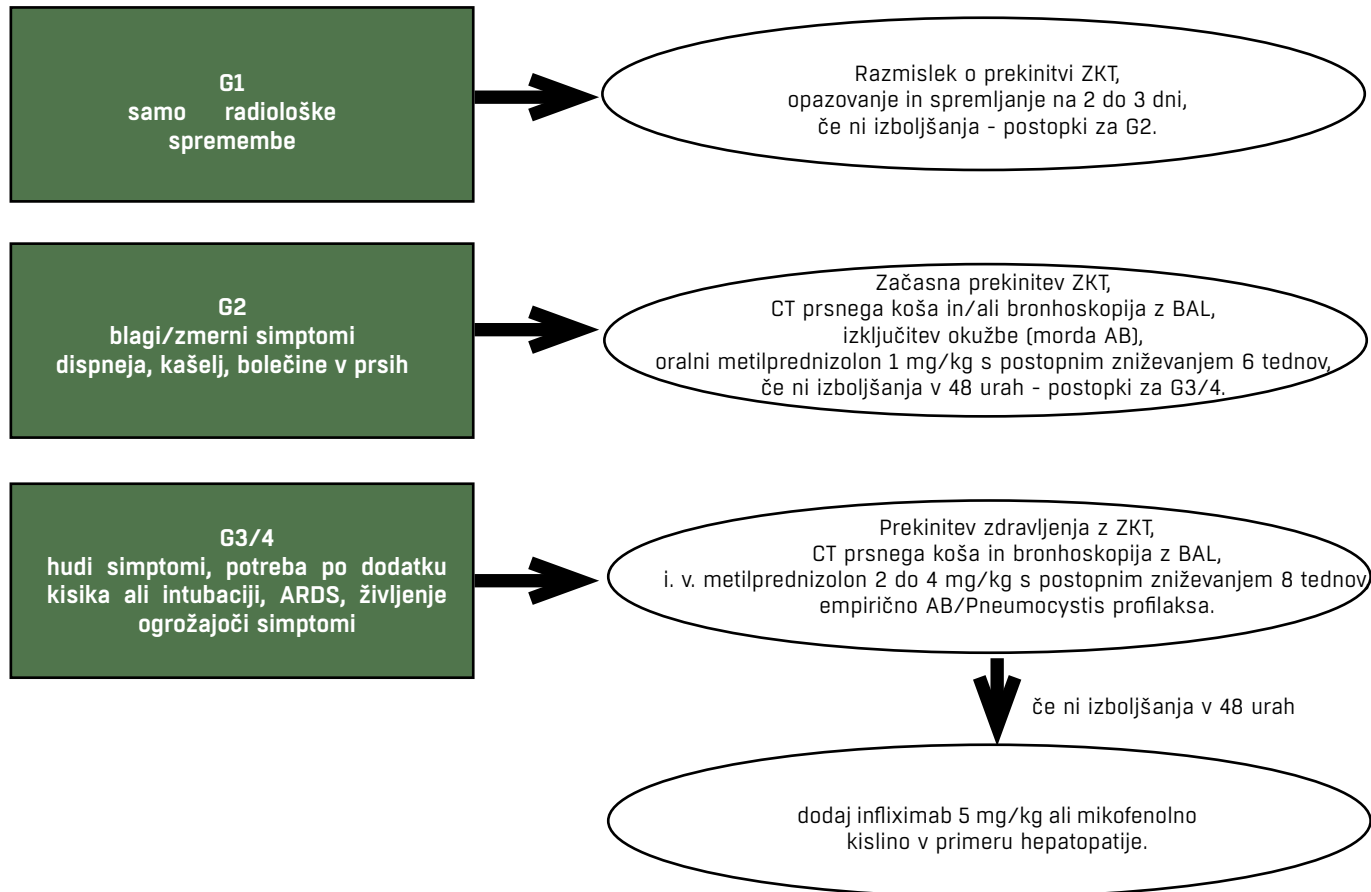 G1
samo radiološke
spremembe
Razmislek o prekinitvi ZKT,
opazovanje in spremljanje na 2 do 3 dni,
če ni izboljšanja - postopki za G2.
G2
blagi/zmerni simptomi
dispneja, kašelj, bolečine v prsih
Začasna prekinitev ZKT,
CT prsnega koša in/ali bronhoskopija z BAL,
izključitev okužbe (morda AB),
oralni metilprednizolon 1 mg/kg s postopnim zniževanjem 6 tednov,
če ni izboljšanja v 48 urah - postopki za G3/4.
G3/4
hudi simptomi, potreba po dodatku
kisika ali intubaciji, ARDS, življenje
ogrožajoči simptomi
Prekinitev zdravljenja z ZKT,
CT prsnega koša in bronhoskopija z BAL,
i. v. metilprednizolon 2 do 4 mg/kg s postopnim zniževanjem 8 tednov
empirično AB/Pneumocystis profilaksa.
če ni izboljšanja v 48 urah
dodaj infliximab 5 mg/kg ali mikofenolno
kislino v primeru hepatopatije.